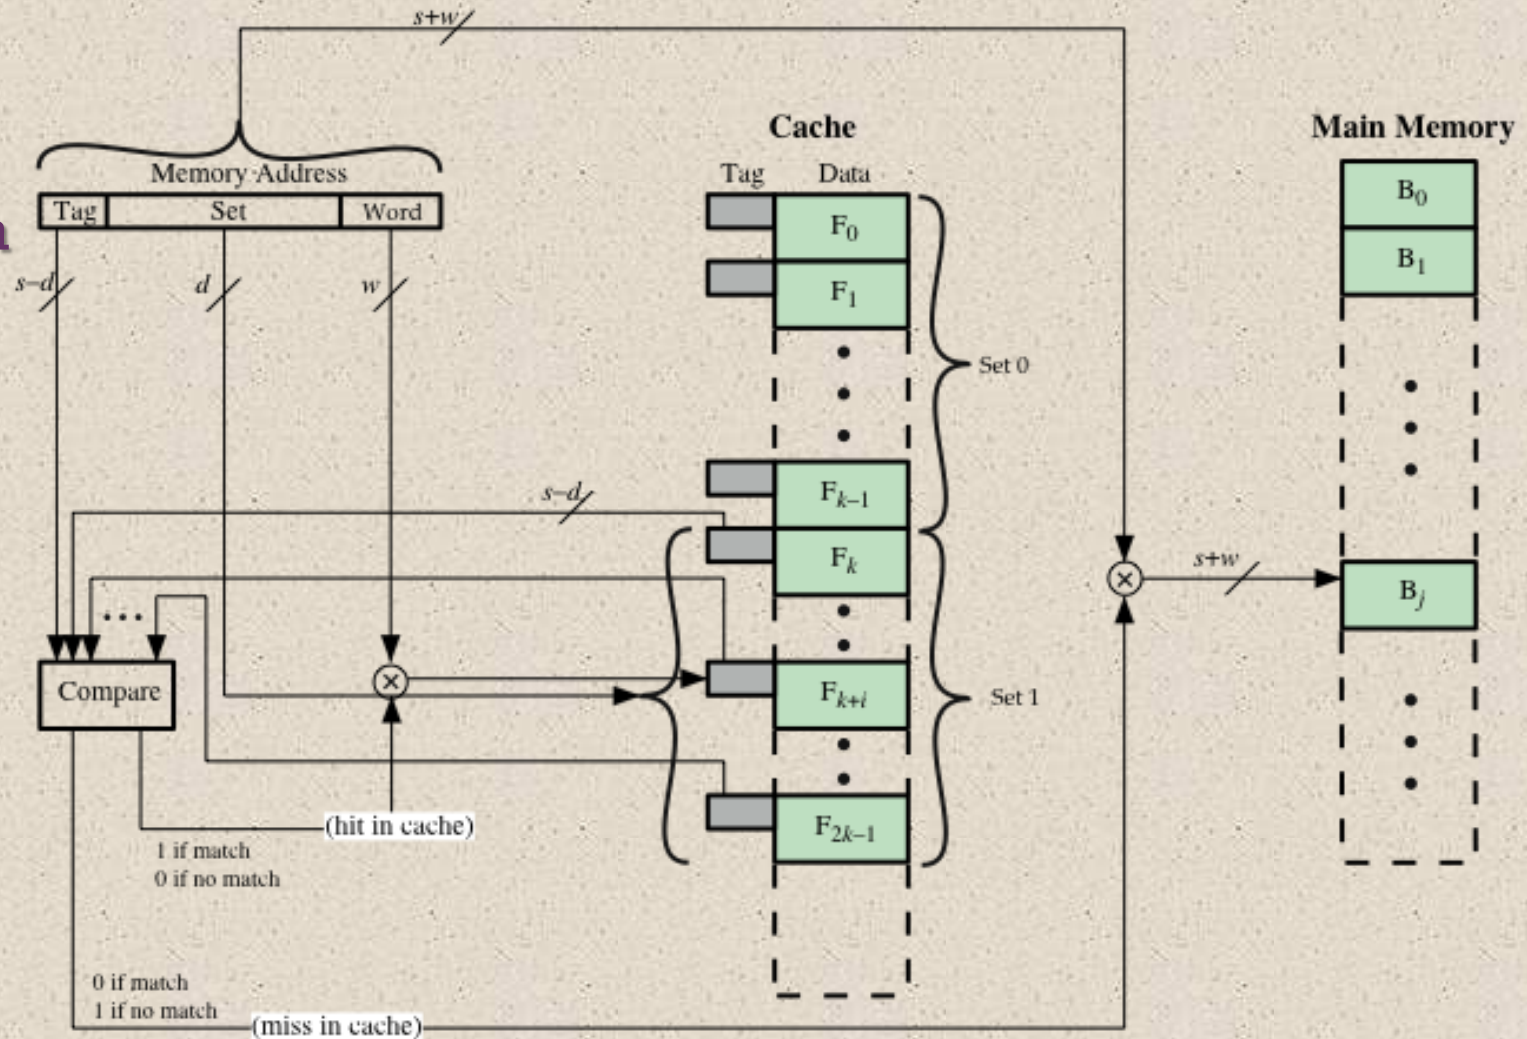 s+w
Cache
Main Memory
Memory Address
Tag Data
Tag Set Word
B0
F0
B1
s–d d w
F1
Set 0
s–d
Fk–1
Fk
s+w
Bj
...
Compare
Fk+i
Set 1
F2k–1
(hit in cache)
1 if match
0 if no match
0 if match
1 if no match
(miss in cache)